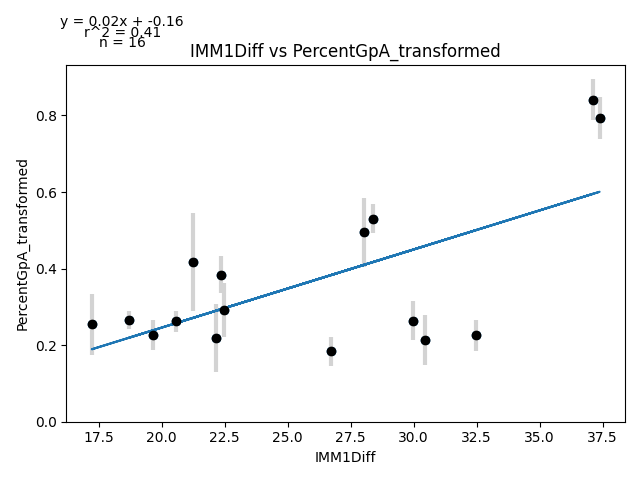 y = 0.02x + -0.16
r^2 = 0.41
n = 16
IMM1Diff vs PercentGpA_transformed
PercentGpA_transformed
0.8
0.6
0.4
0.2
0.0
17.5 20.0 22.5 25.0 27.5 30.0 32.5 35.0 37.5
IMM1Diff